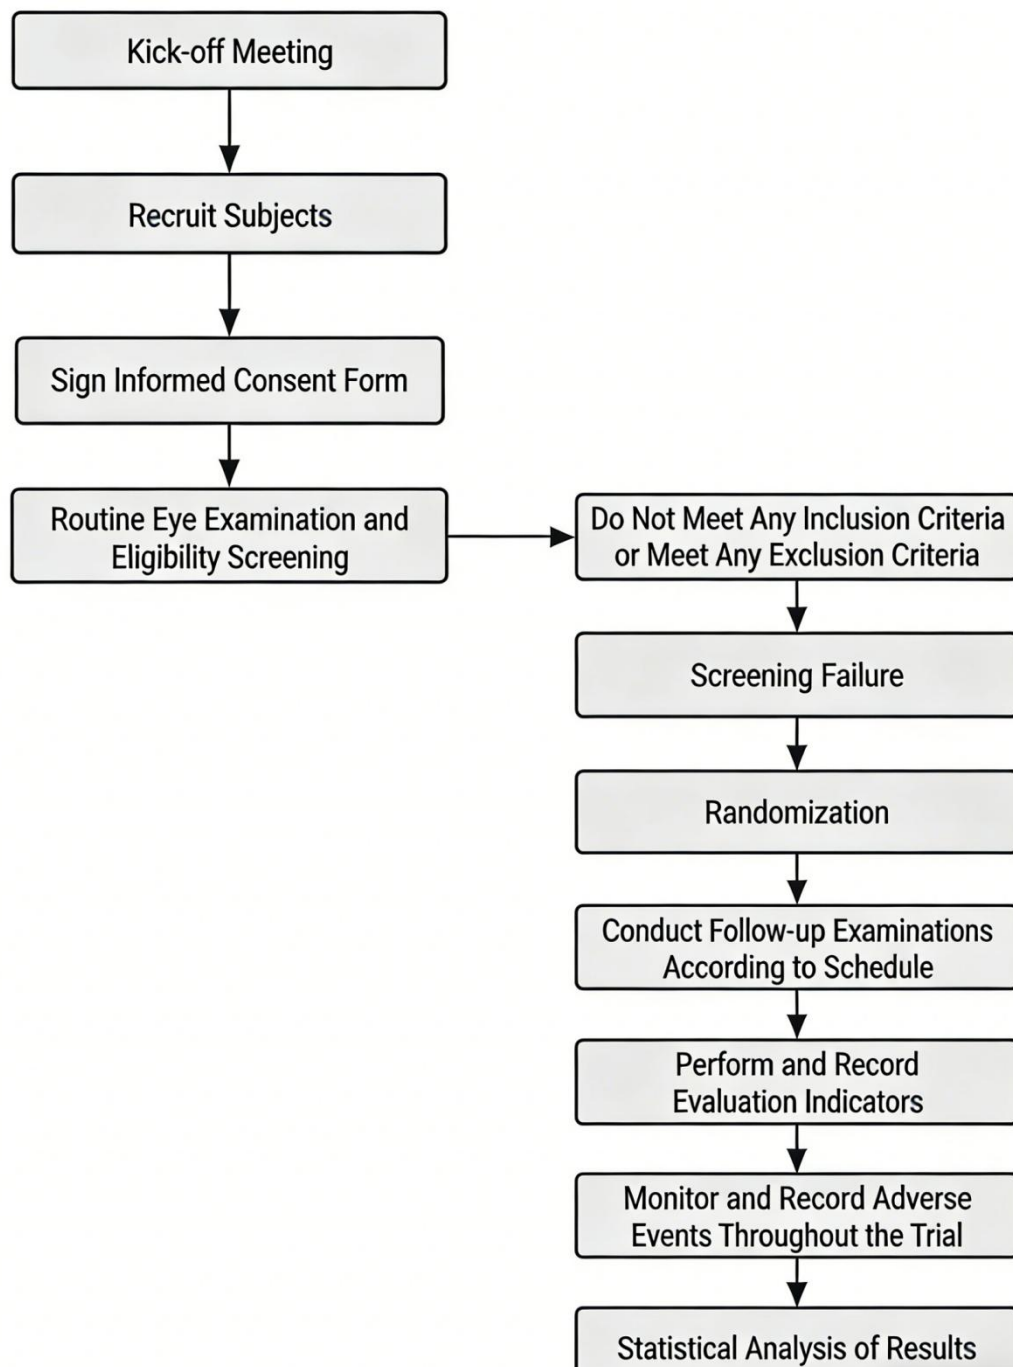 Kick-off Meeting
Recruit Subjects
Sign Informed Consent Form
Routine Eye Examination and
Eligibility Screening
Do Not Meet Any Inclusion Criteria
or Meet Any Exclusion Criteria
Screening Failure
Randomization
Conduct Follow-up Examinations
According to Schedule
Perform and Record
Evaluation Indicators
Monitor and Record Adverse
Events Throughout the Trial
Statistical Analysis of Results